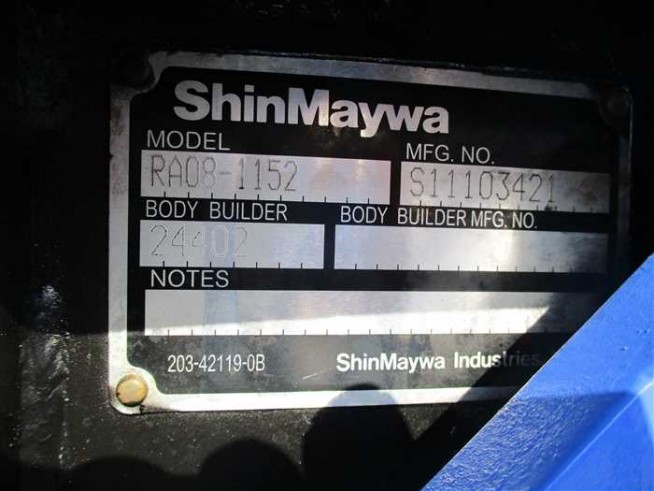 ShinMaywa
MODEL MFG. NO.
RA08-1152 S11103421
BODY BUILDER BODY BUILDER MFG. NO.
24402
NOTES
203-42119-0B ShinMaywa Industries